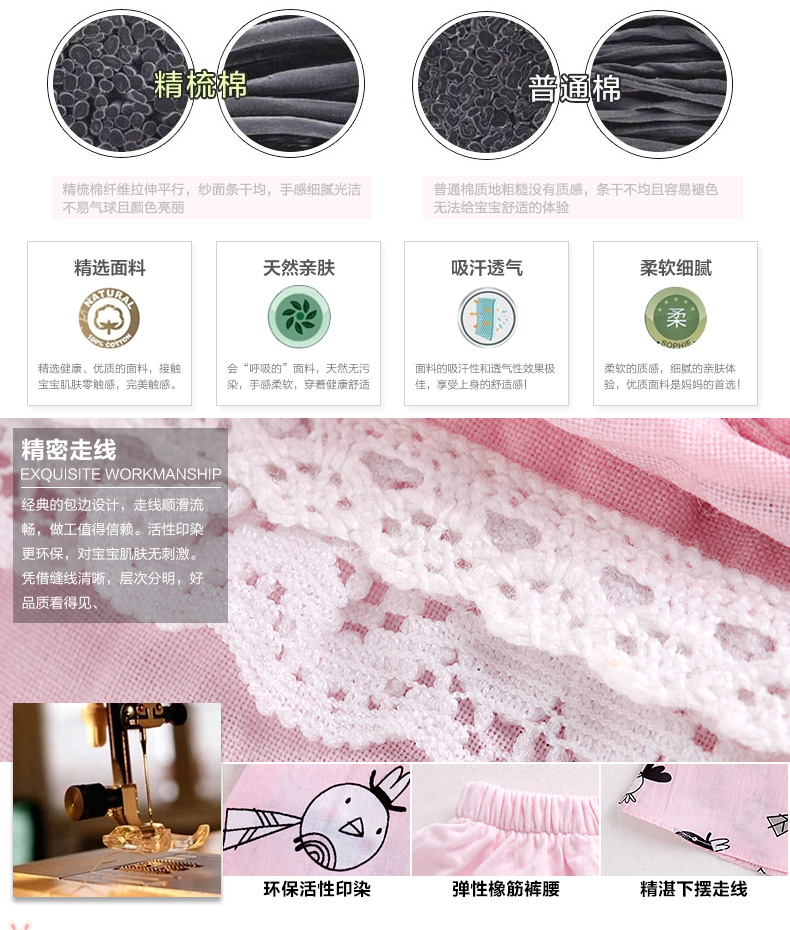 精梳棉
普通棉
精梳棉纤维拉伸平行，纱面条干均，手感细腻光洁
不易气球且颜色亮丽
普通棉质地粗糙没有质感，条干不均且容易褪色
无法给宝宝舒适的体验
精选面料
NATURAL
100% COTTON
精选健康、优质的面料，接触
宝宝肌肤零触感，完美触感。
天然亲肤
会“呼吸的”面料，天然无污
染，手感柔软，穿着健康舒适
吸汗透气
面料的吸汗性和透气性效果极
佳，享受上身的舒适感！
柔软细腻
柔
SOPHIE
柔软的质感，细腻的亲肤体
验，优质面料是妈妈的首选！
精密走线
EXQUISITE WORKMANSHIP
经典的包边设计，走线顺滑流
畅，做工值得信赖。活性印染
更环保，对宝宝肌肤无刺激。
凭借缝线清晰，层次分明，好
品质看得见、
环保活性印染
弹性橡筋裤腰
精湛下摆走线